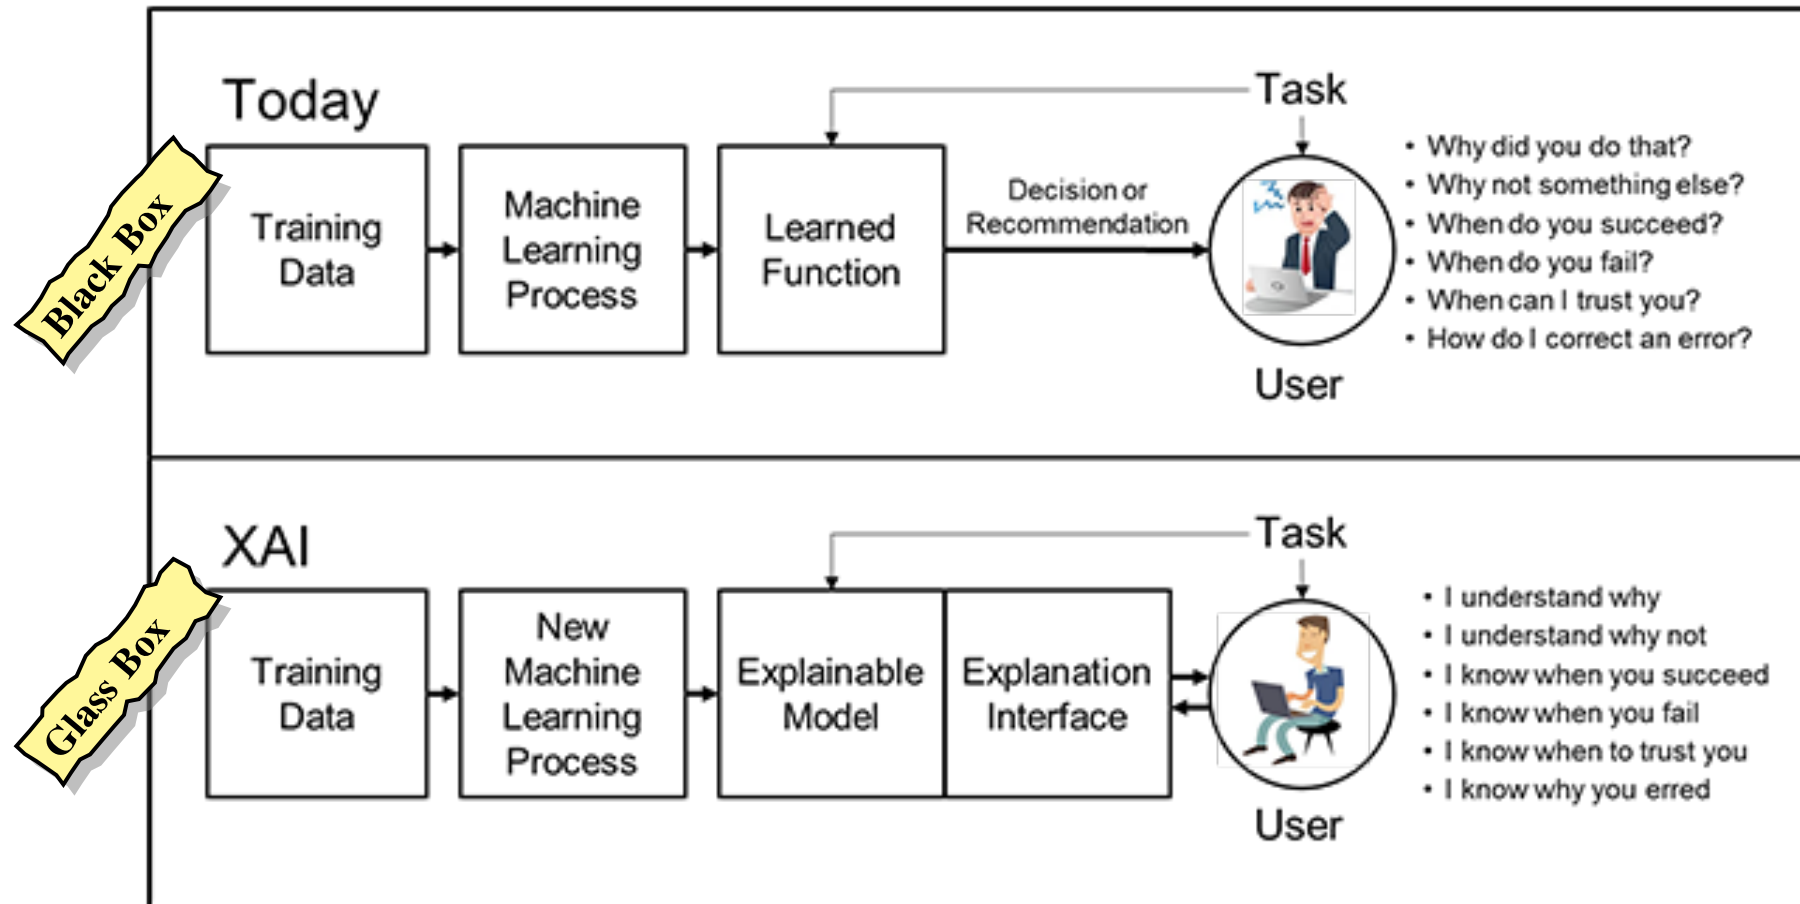 Today
Black Box
Training
Data
Machine
Learning
Process
Learned
Function
Decision or
Recommendation
Task
User
• Why did you do that?
• Why not something else?
• When do you succeed?
• When do you fail?
• When can I trust you?
• How do I correct an error?
XAI
Glass Box
Training
Data
New
Machine
Learning
Process
Explainable
Model
Explanation
Interface
Task
User
• I understand why
• I understand why not
• I know when you succeed
• I know when you fail
• I know when to trust you
• I know why you erred